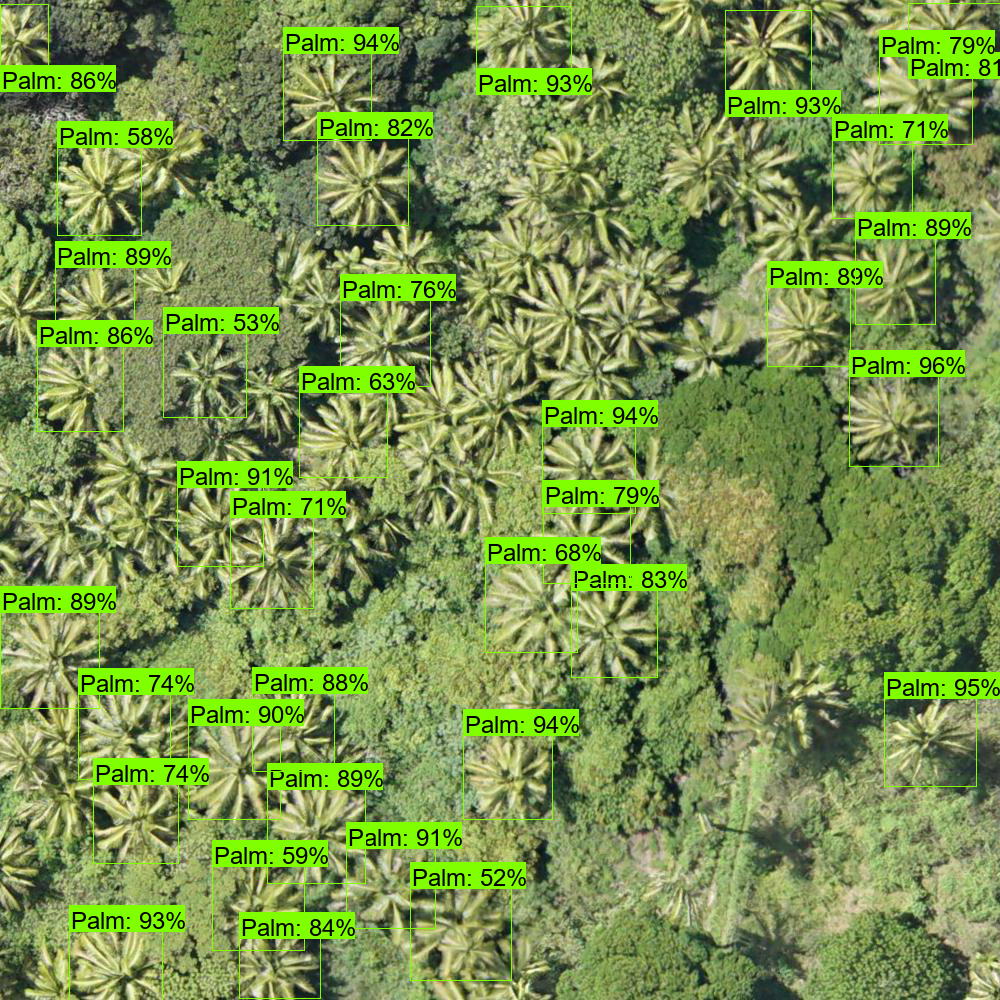 Palm: 94%
Palm: 79%
Palm: 81
Palm: 86%
Palm: 93%
Palm: 93%
Palm: 82%
Palm: 71%
Palm: 58%
Palm: 89%
Palm: 89%
Palm: 89%
Palm: 76%
Palm: 53%
Palm: 86%
Palm: 96%
Palm: 63%
Palm: 94%
Palm: 91%
Palm: 79%
Palm: 71%
Palm: 68%
Palm: 83%
Palm: 89%
Palm: 74%
Palm: 88%
Palm: 95%
Palm: 90%
Palm: 94%
Palm: 74%
Palm: 89%
Palm: 91%
Palm: 59%
Palm: 52%
Palm: 93%
Palm: 84%